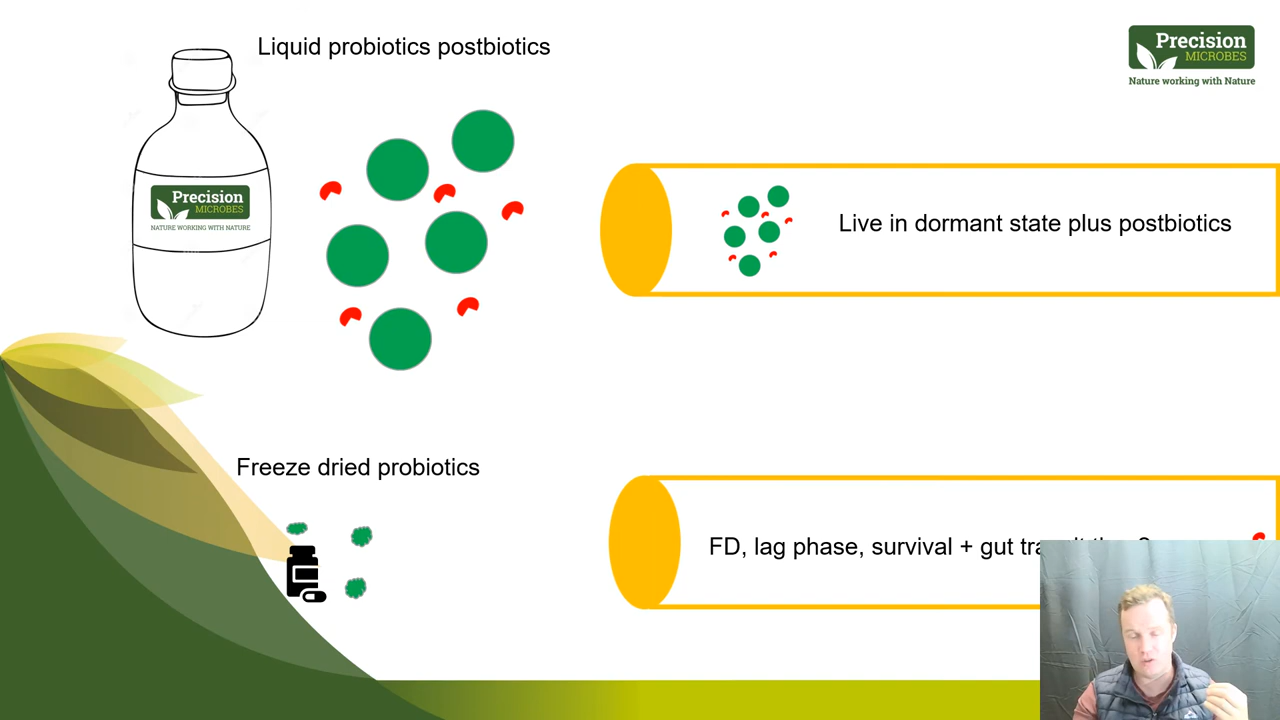 Liquid probiotics postbiotics
Precision
MICROBES
Nature working with Nature
Precision
MICROBES
NATURE WORKING WITH NATURE
Live in dormant state plus postbiotics
Freeze dried probiotics
FD, lag phase, survival + gut